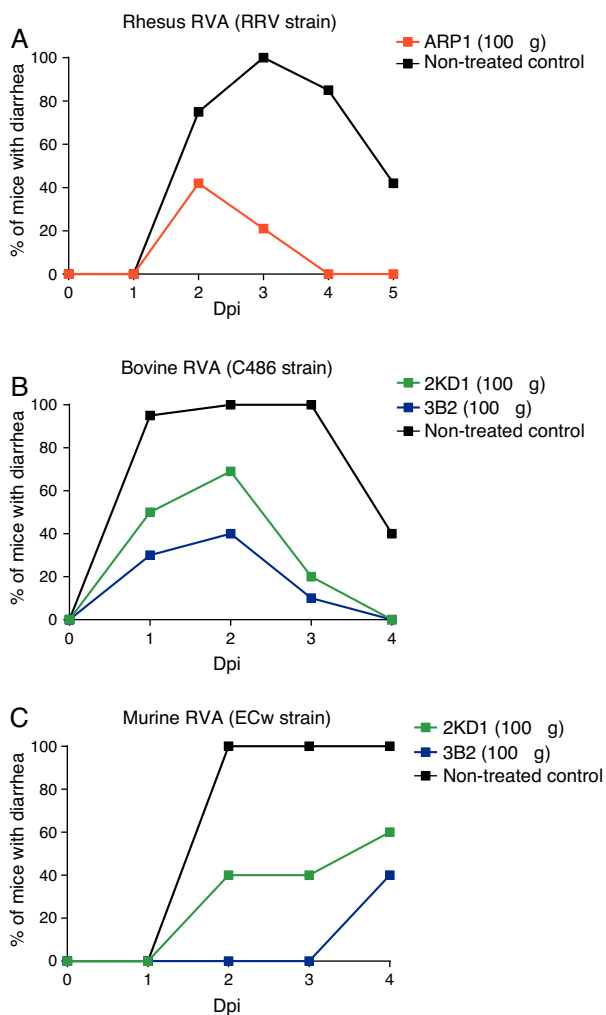 A
Rhesus RVA (RRV strain)
ARP1 (100 g)
Non-treated control
% of mice with diarrhea
100
80
60
40
20
0
0 1 2 3 4 5
Dpi
B
Bovine RVA (C486 strain)
2KD1 (100 g)
3B2 (100 g)
Non-treated control
% of mice with diarrhea
100
80
60
40
20
0
0 1 2 3 4
Dpi
C
Murine RVA (ECw strain)
2KD1 (100 g)
3B2 (100 g)
Non-treated control
% of mice with diarrhea
100
80
60
40
20
0
0 1 2 3 4
Dpi